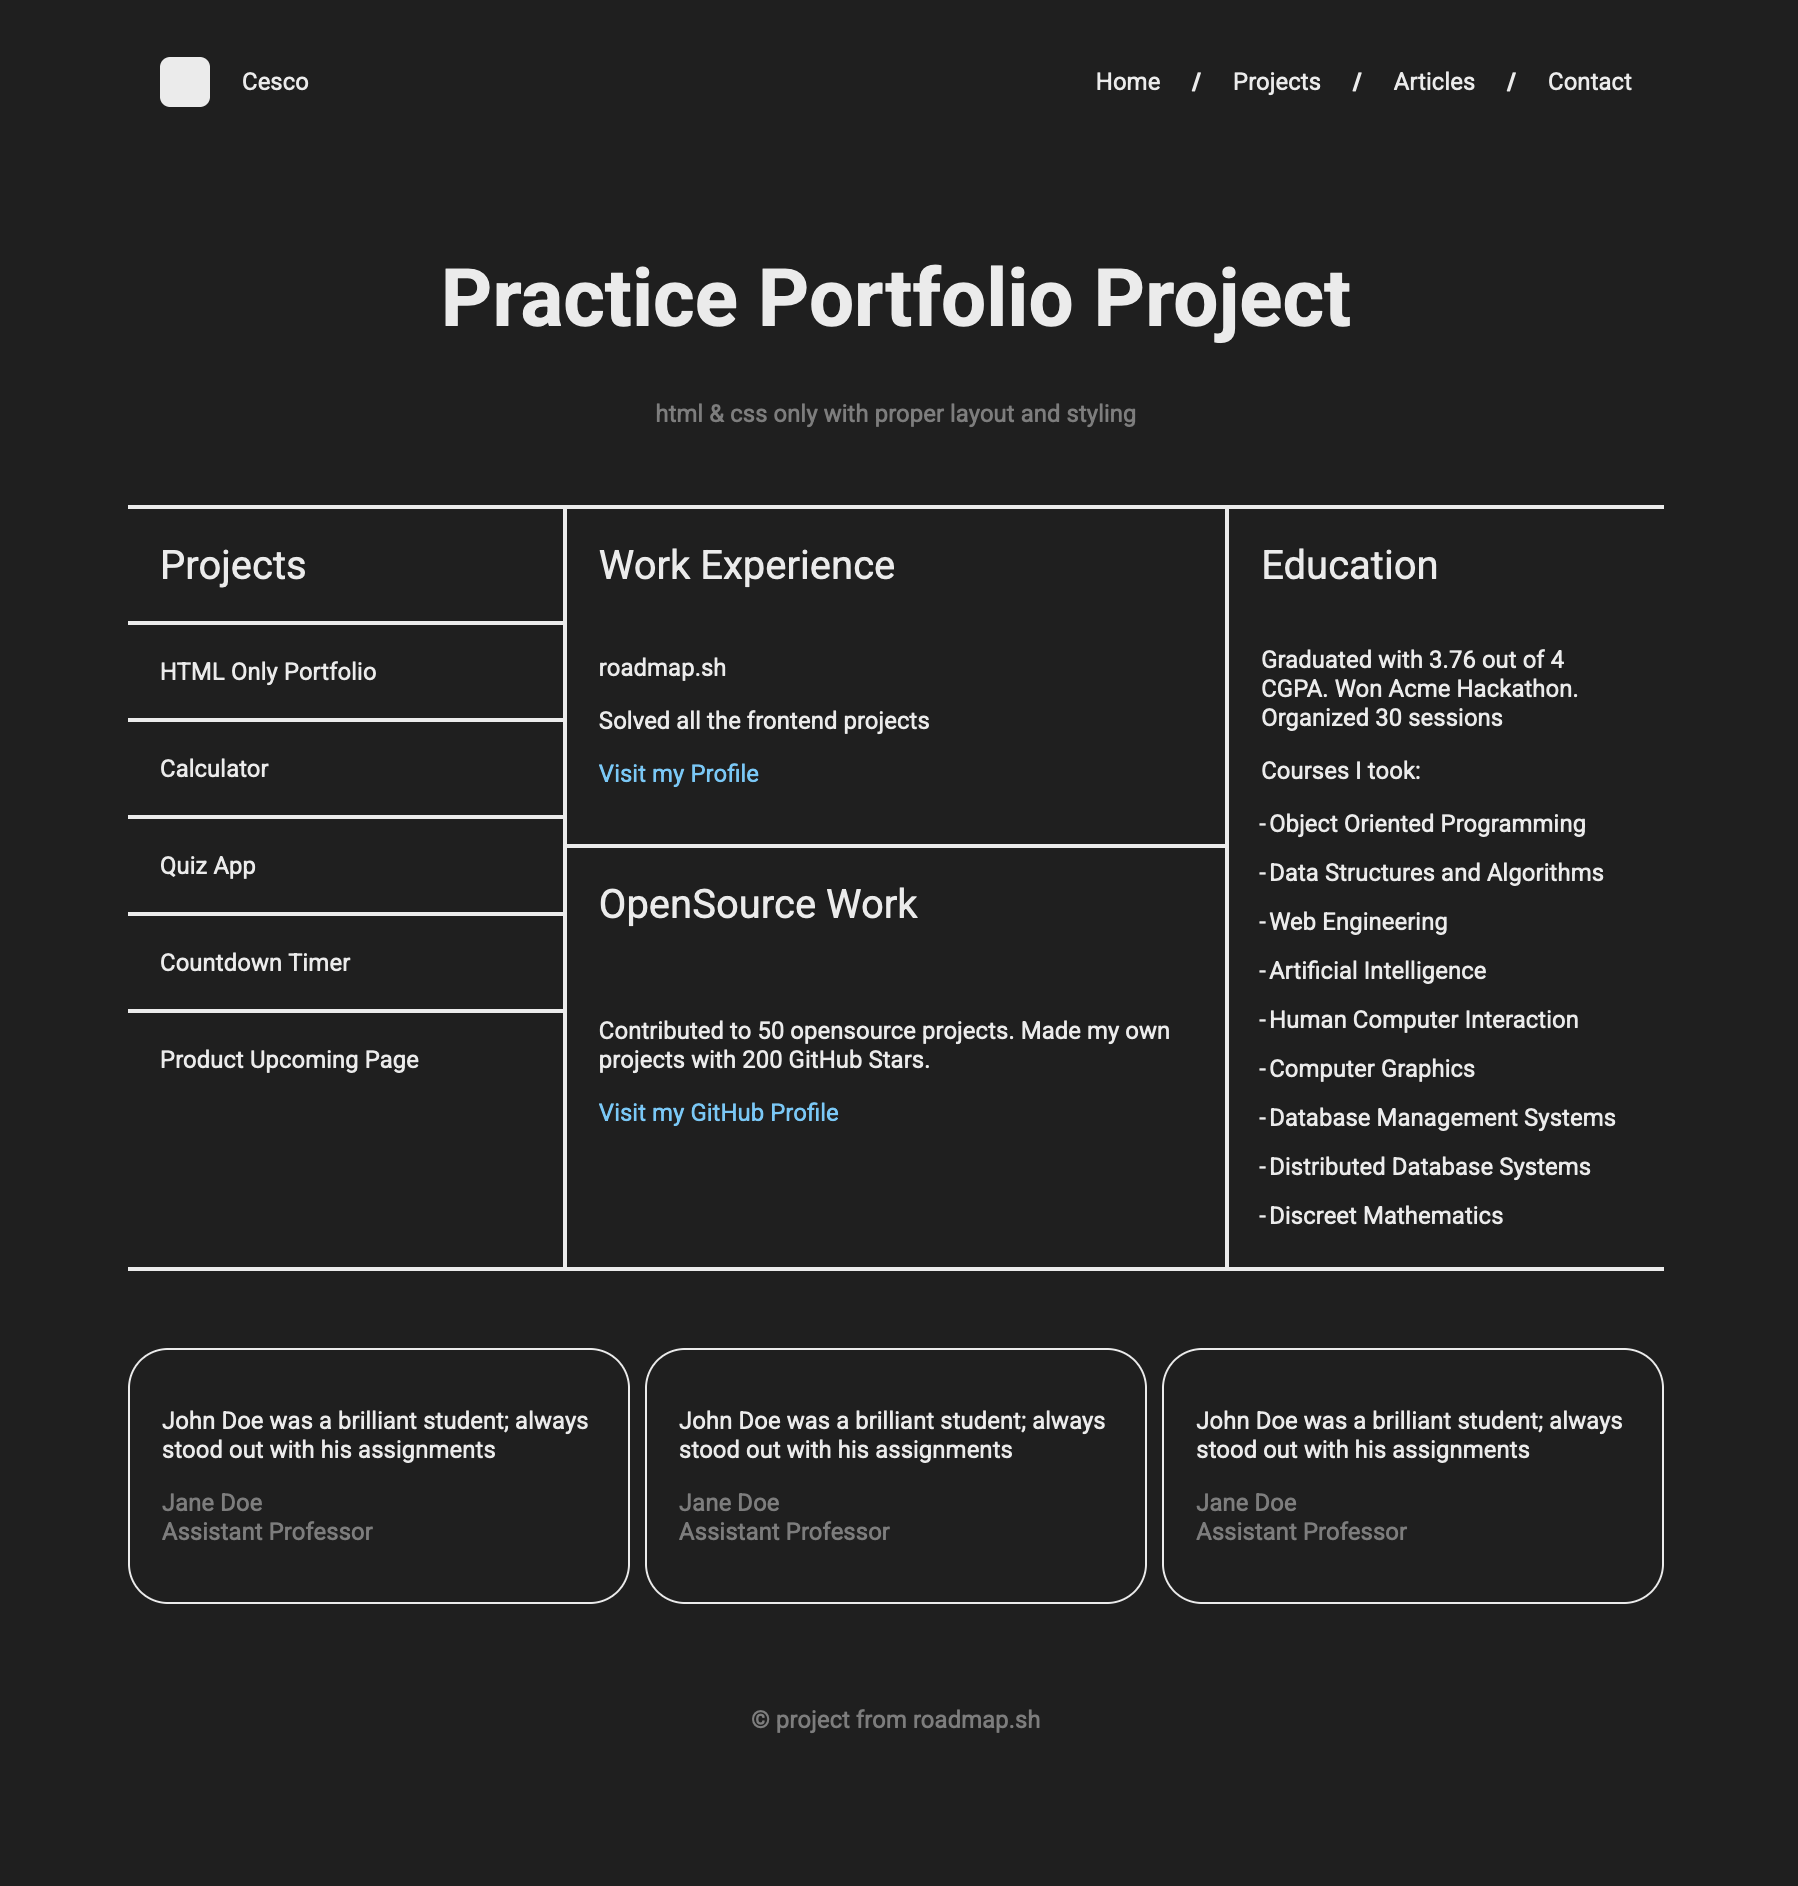 Cesco
Home / Projects / Articles / Contact
Practice Portfolio Project
html & css only with proper layout and styling
Projects
HTML Only Portfolio
Calculator
Quiz App
Countdown Timer
Product Upcoming Page
Work Experience
roadmap.sh
Solved all the frontend projects
Visit my Profile
OpenSource Work
Contributed to 50 opensource projects. Made my own
projects with 200 GitHub Stars.
Visit my GitHub Profile
Education
Graduated with 3.76 out of 4
CGPA. Won Acme Hackathon.
Organized 30 sessions
Courses I took:
-Object Oriented Programming
-Data Structures and Algorithms
-Web Engineering
-Artificial Intelligence
-Human Computer Interaction
-Computer Graphics
-Database Management Systems
-Distributed Database Systems
-Discreet Mathematics
John Doe was a brilliant student; always
stood out with his assignments
Jane Doe
Assistant Professor
John Doe was a brilliant student; always
stood out with his assignments
Jane Doe
Assistant Professor
John Doe was a brilliant student; always
stood out with his assignments
Jane Doe
Assistant Professor
© project from roadmap.sh